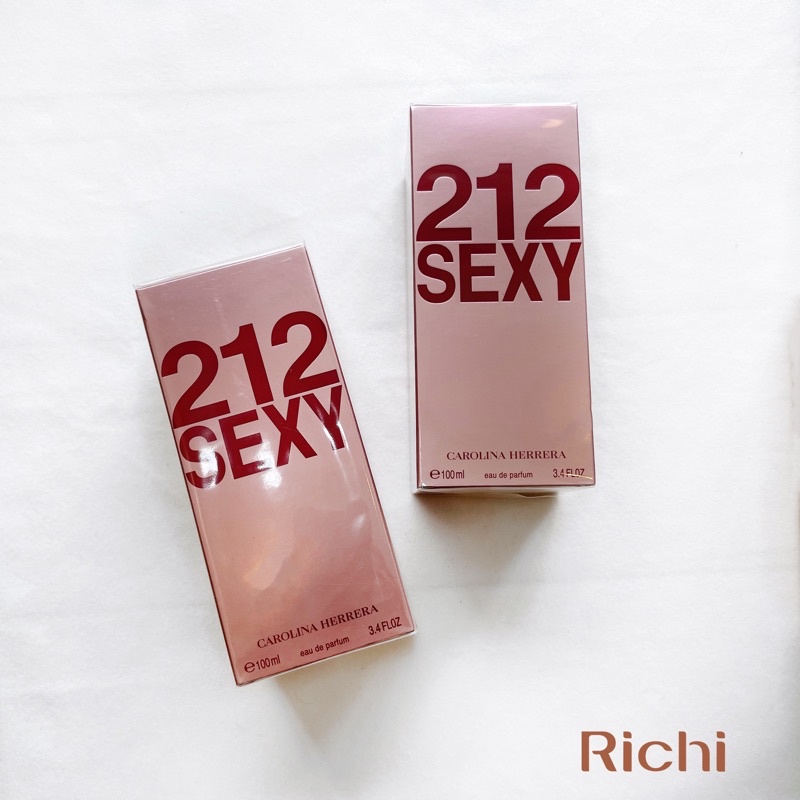 212
SEXY
CAROLINA HERRERA
℮100ml eau de parfum 3.4 FL.OZ
212
SEXY
CAROLINA HERRERA
℮100ml eau de parfum 3.4 FL.OZ
Richi